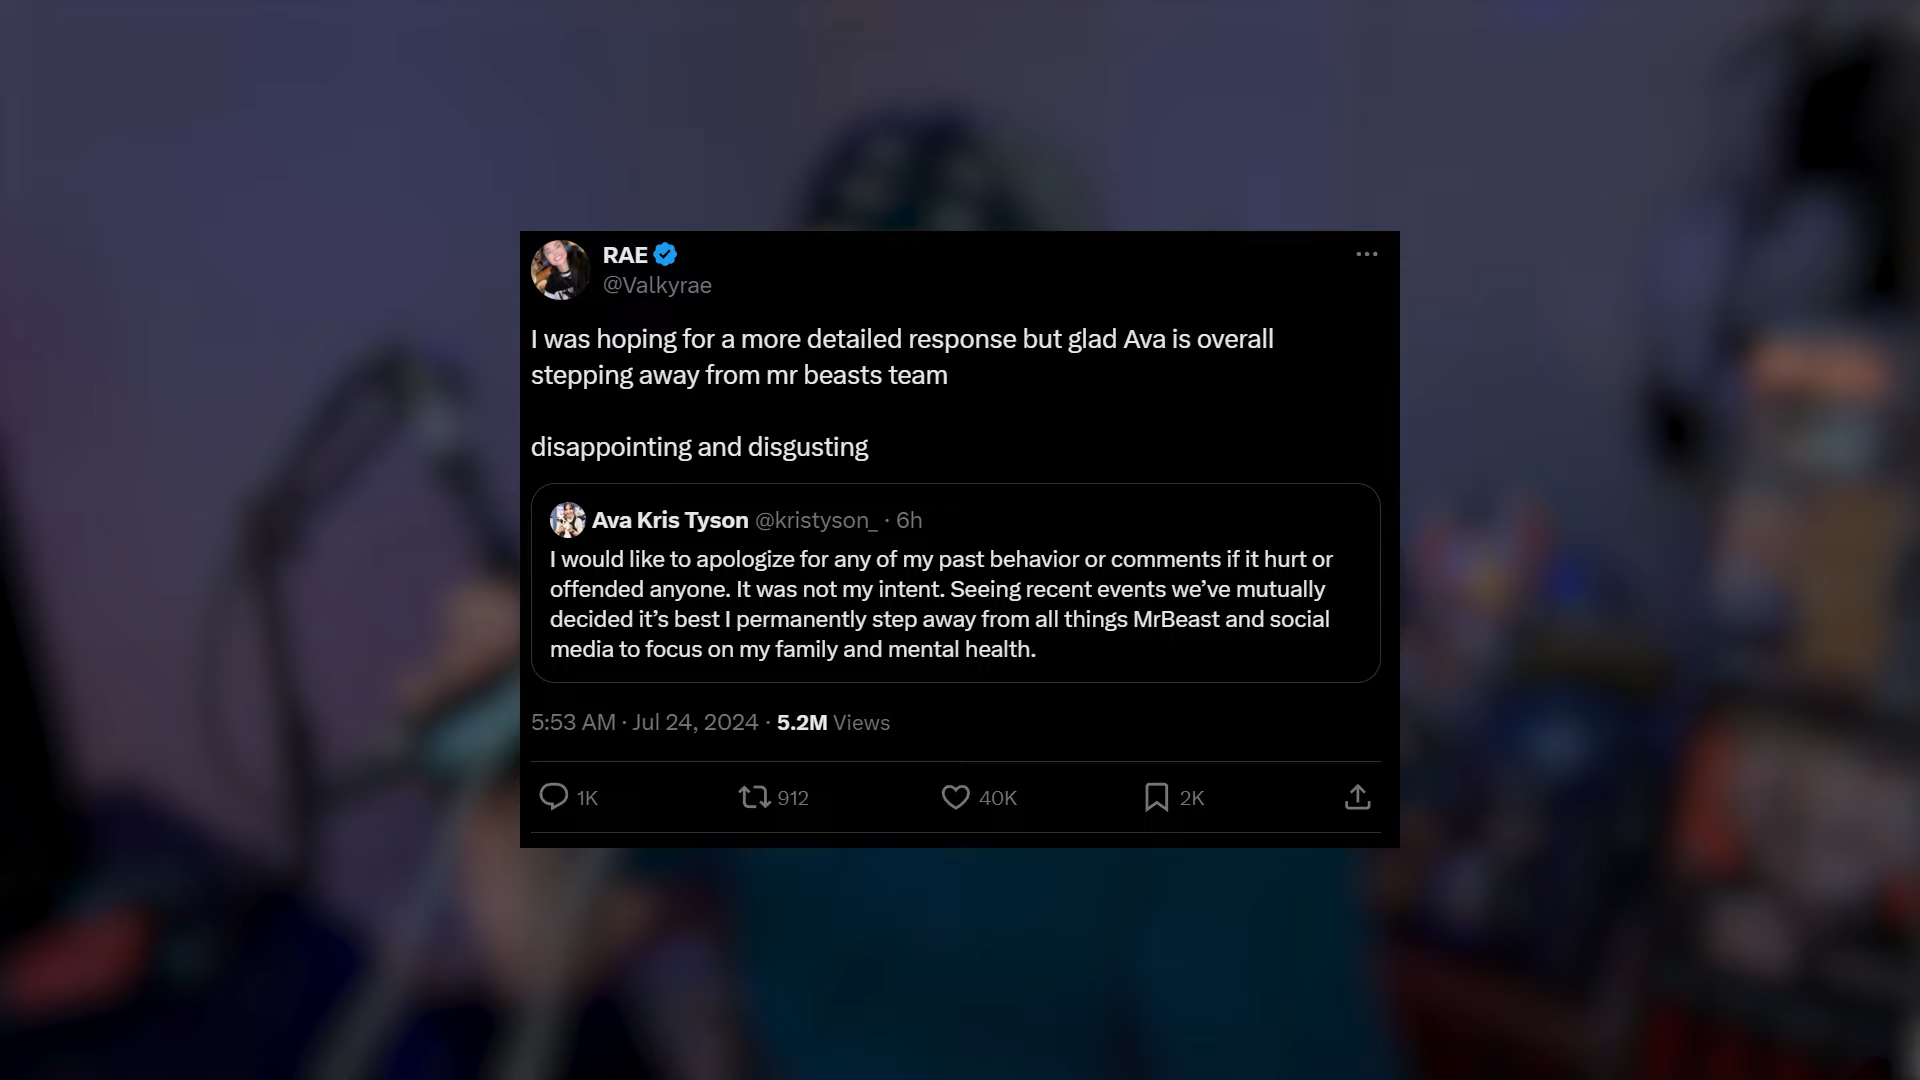 RAE
@Valkyrae
I was hoping for a more detailed response but glad Ava is overall
stepping away from mr beasts team
disappointing and disgusting
Ava Kris Tyson @kristyson_ · 6h
I would like to apologize for any of my past behavior or comments if it hurt or
offended anyone. It was not my intent. Seeing recent events we’ve mutually
decided it’s best I permanently step away from all things MrBeast and social
media to focus on my family and mental health.
5:53 AM · Jul 24, 2024 · 5.2M Views
1K 912 40K 2K